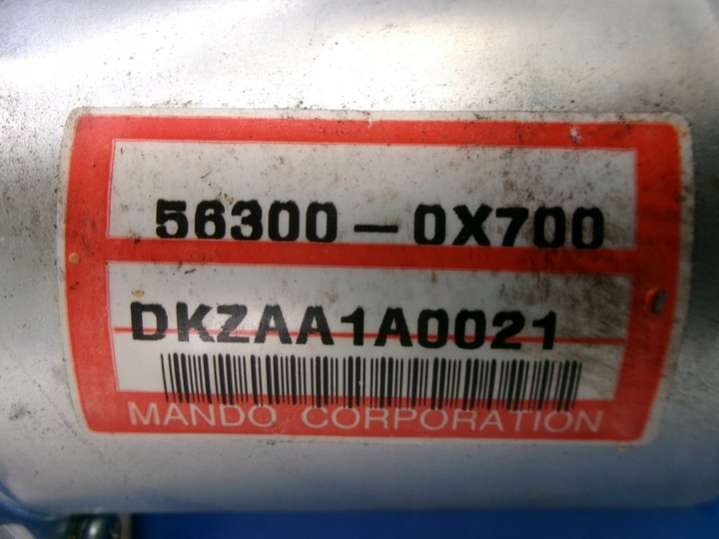 56300-0X700
DKZAA1A0021
MANDO CORPORATION